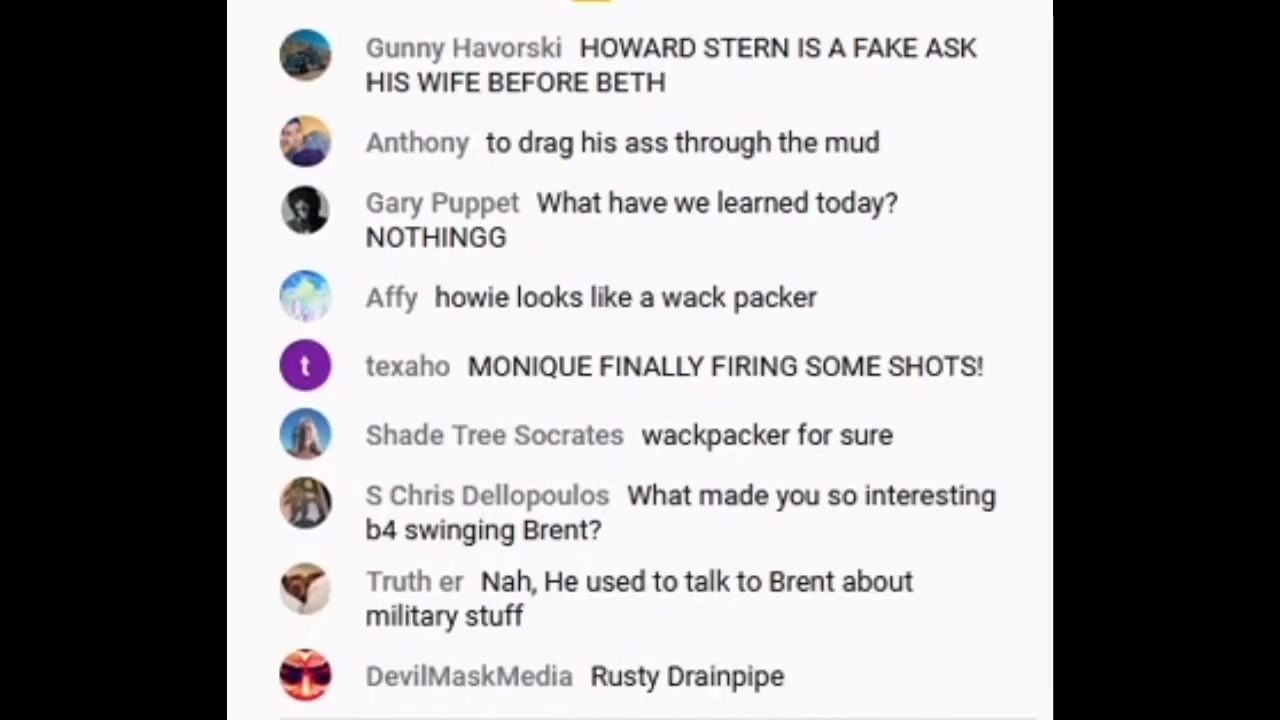 Gunny Havorski HOWARD STERN IS A FAKE ASK
HIS WIFE BEFORE BETH
Anthony to drag his ass through the mud
Gary Puppet What have we learned today?
NOTHINGG
Affy howie looks like a wack packer
t texaho MONIQUE FINALLY FIRING SOME SHOTS!
Shade Tree Socrates wackpacker for sure
S Chris Dellopoulos What made you so interesting
b4 swinging Brent?
Truth er Nah, He used to talk to Brent about
military stuff
DevilMaskMedia Rusty Drainpipe